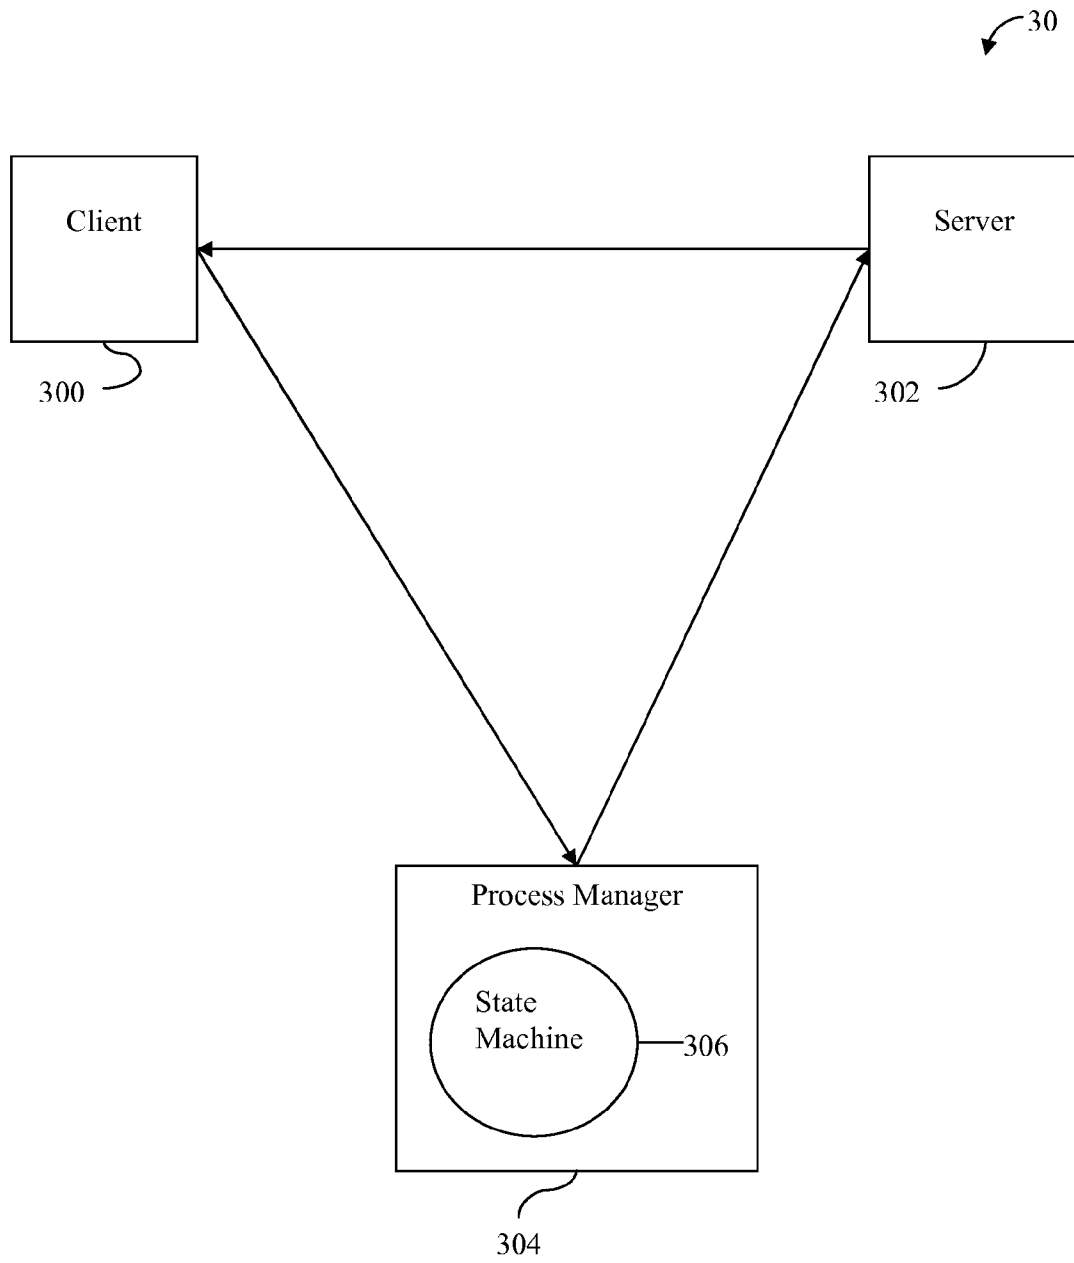 30
Client
Server
300
302
Process Manager
State
Machine
306
304